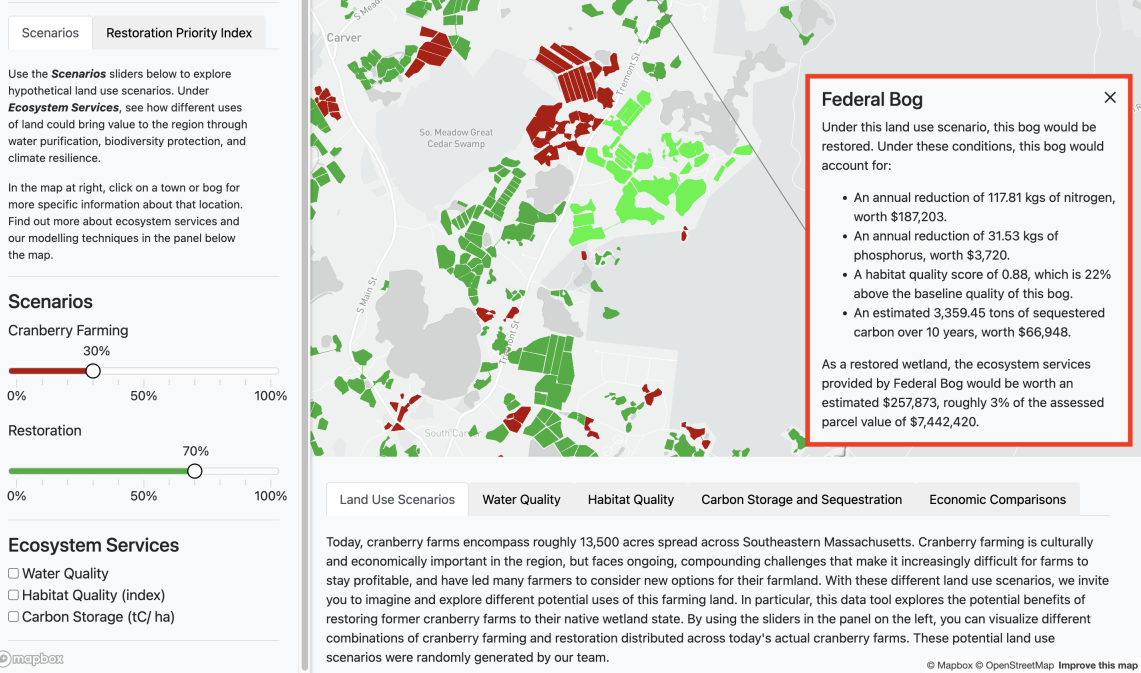 Scenarios
Restoration Priority Index
Use the Scenarios sliders below to explore
hypothetical land use scenarios. Under
Ecosystem Services, see how different uses
of land could bring value to the region through
water purification, biodiversity protection, and
climate resilience.
In the map at right, click on a town or bog for
more specific information about that location.
Find out more about ecosystem services and
our modelling techniques in the panel below
the map.
Scenarios
Cranberry Farming
30%
0%
50%
100%
Restoration
70%
0%
50%
100%
Ecosystem Services
Water Quality
Habitat Quality (index)
Carbon Storage (tC/ ha)
mapbox
Carver
S Mead
Tremont St
So. Meadow Great
Cedar Swamp
S Main St
Tremont St
South Carv
Federal Bog
Under this land use scenario, this bog would be
restored. Under these conditions, this bog would
account for:
• An annual reduction of 117.81 kgs of nitrogen,
worth $187,203.
• An annual reduction of 31.53 kgs of
phosphorus, worth $3,720.
• A habitat quality score of 0.88, which is 22%
above the baseline quality of this bog.
• An estimated 3,359.45 tons of sequestered
carbon over 10 years, worth $66,948.
As a restored wetland, the ecosystem services
provided by Federal Bog would be worth an
estimated $257,873, roughly 3% of the assessed
parcel value of $7,442,420.
Land Use Scenarios
Water Quality
Habitat Quality
Carbon Storage and Sequestration
Economic Comparisons
Today, cranberry farms encompass roughly 13,500 acres spread across Southeastern Massachusetts. Cranberry farming is culturally
and economically important in the region, but faces ongoing, compounding challenges that make it increasingly difficult for farms to
stay profitable, and have led many farmers to consider new options for their farmland. With these different land use scenarios, we invite
you to imagine and explore different potential uses of this farming land. In particular, this data tool explores the potential benefits of
restoring former cranberry farms to their native wetland state. By using the sliders in the panel on the left, you can visualize different
combinations of cranberry farming and restoration distributed across today's actual cranberry farms. These potential land use
scenarios were randomly generated by our team.
© Mapbox © OpenStreetMap Improve this map